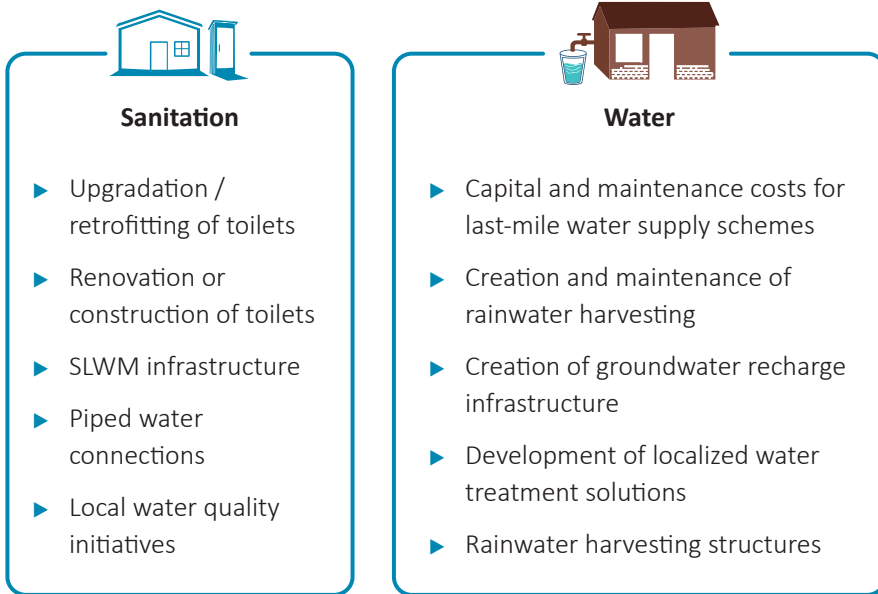 Sanitation
► Upgradation /
retrofitting of toilets
► Renovation or
construction of toilets
► SLWM infrastructure
► Piped water
connections
► Local water quality
initiatives
Water
► Capital and maintenance costs for
last-mile water supply schemes
► Creation and maintenance of
rainwater harvesting
► Creation of groundwater recharge
infrastructure
► Development of localized water
treatment solutions
► Rainwater harvesting structures